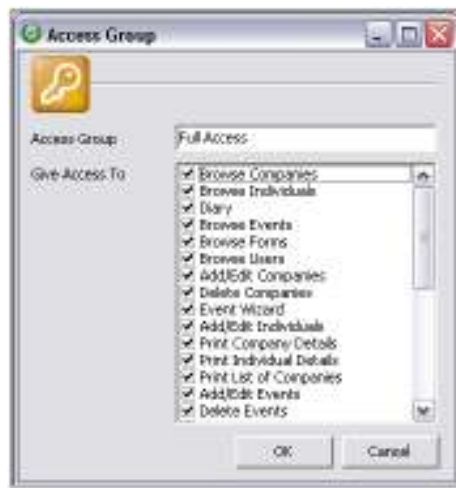 Access Group
Access Group
Full Access
Give Access To
Browse Companies
Browse Individuals
Diary
Browse Events
Browse Forms
Browse Users
Add/Edit Companies
Delete Companies
Event Wizard
Add/Edit Individuals
Print Company Details
Print Individual Details
Print List of Companies
Add/Edit Events
Delete Events
OK
Cancel